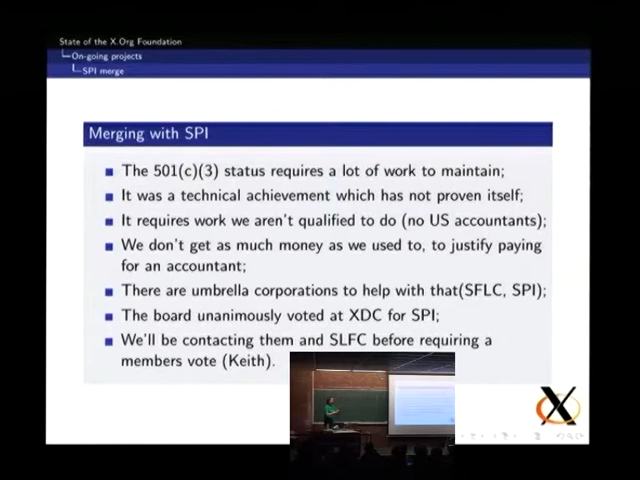 State of the X.Org Foundation
On-going projects
SPI merge
Merging with SPI
The 501(c)(3) status requires a lot of work to maintain;
It was a technical achievement which has not proven itself;
It requires work we aren't qualified to do (no US accountants);
We don't get as much money as we used to, to justify paying
for an accountant;
There are umbrella corporations to help with that(SFLC, SPI);
The board unanimously voted at XDC for SPI;
We'll be contacting them and SLFC before requiring a
members vote (Keith).
X